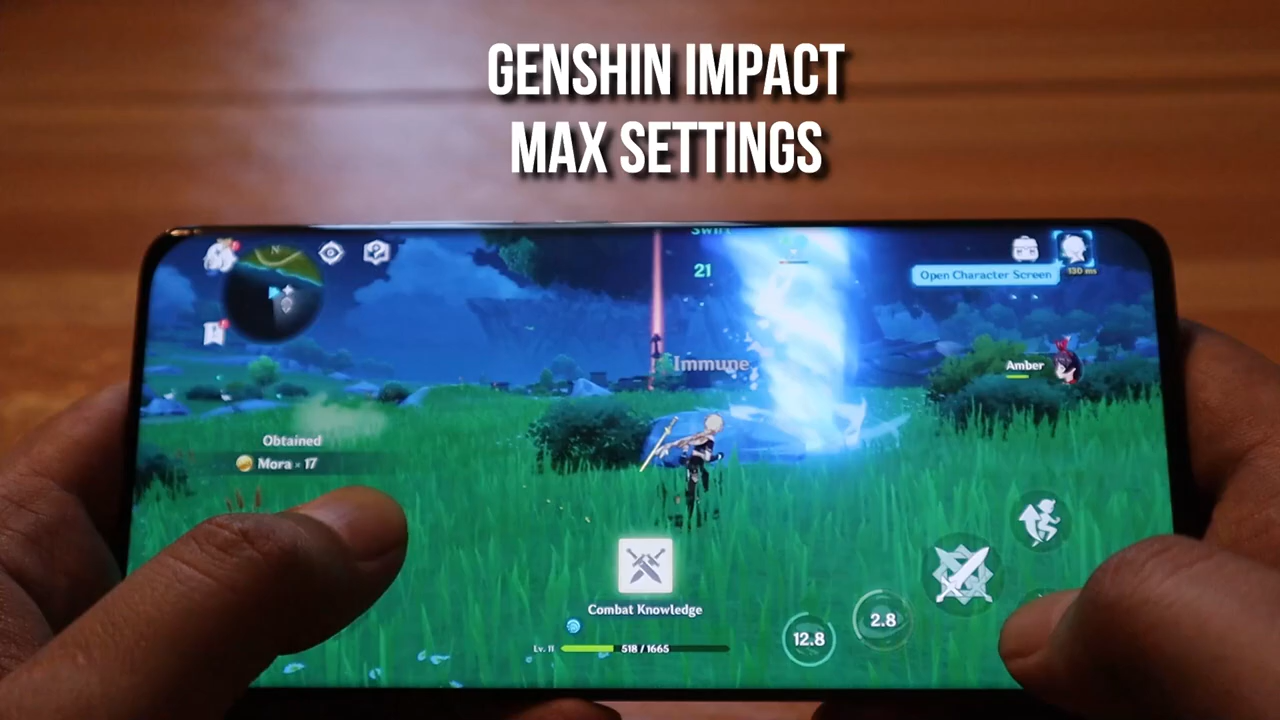 GENSHIN IMPACT
MAX SETTINGS
N
Swirl
21
Open Character Screen
130 ms
Immune
Amber
Obtained
Mora × 17
Combat Knowledge
12.8
2.8
Lv. 11
518 / 1665